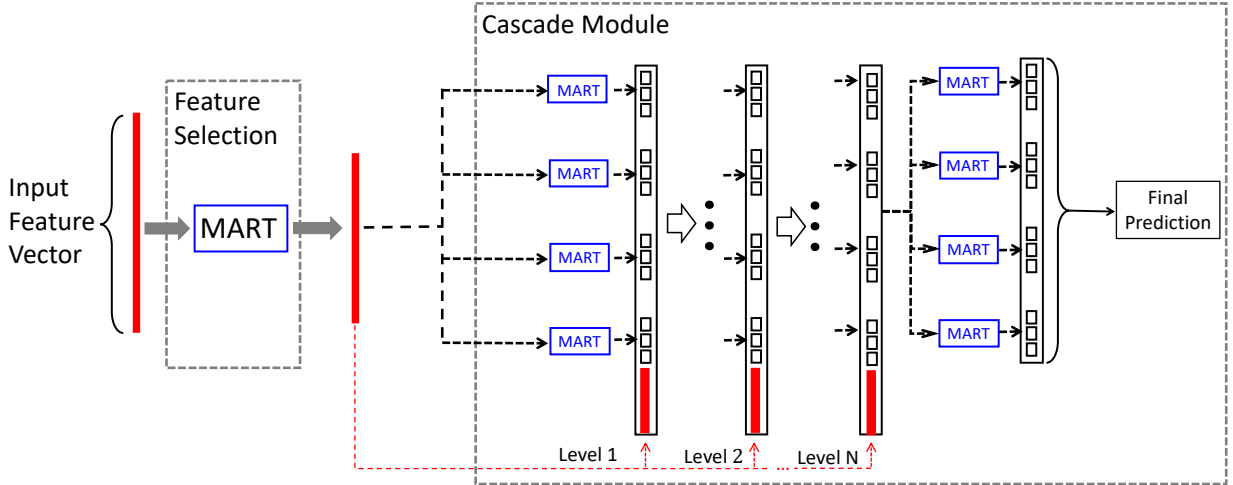 Cascade Module
Feature
Selection
Input
Feature
Vector
MART
MART
MART
MART
MART
MART
MART
MART
MART
Final
Prediction
Level 1
Level 2
...
Level N